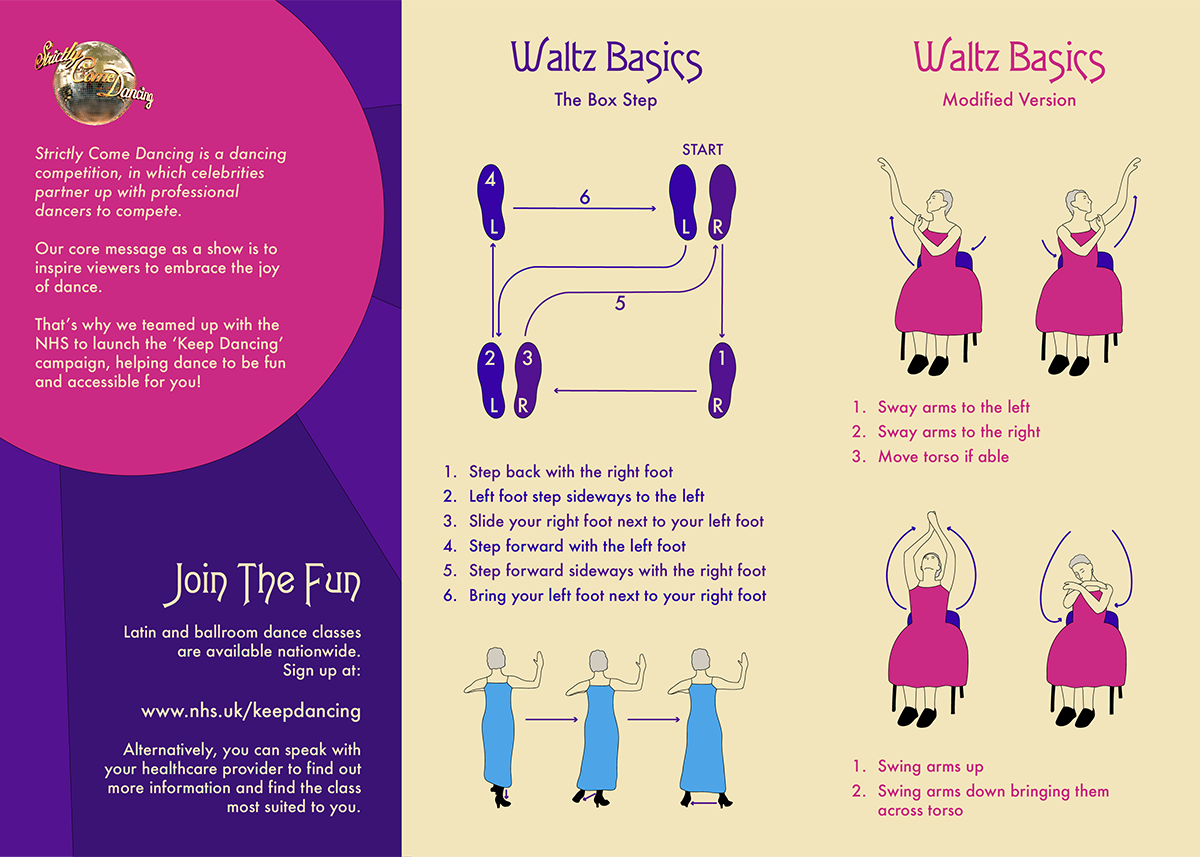 Strictly
Come
Dancing
Strictly Come Dancing is a dancing
competition, in which celebrities
partner up with professional
dancers to compete.
Our core message as a show is to
inspire viewers to embrace the joy
of dance.
That's why we teamed up with the
NHS to launch the ‘Keep Dancing’
campaign, helping dance to be fun
and accessible for you!
Join The Fun
Latin and ballroom dance classes
are available nationwide.
Sign up at:
www.nhs.uk/keepdancing
Alternatively, you can speak with
your healthcare provider to find out
more information and find the class
most suited to you.
Waltz Basics
The Box Step
START
4
6
L
L
R
5
2
3
1
L
R
R
1. Step back with the right foot
2. Left foot step sideways to the left
3. Slide your right foot next to your left foot
4. Step forward with the left foot
5. Step forward sideways with the right foot
6. Bring your left foot next to your right foot
Waltz Basics
Modified Version
1. Sway arms to the left
2. Sway arms to the right
3. Move torso if able
1. Swing arms up
2. Swing arms down bringing them
across torso